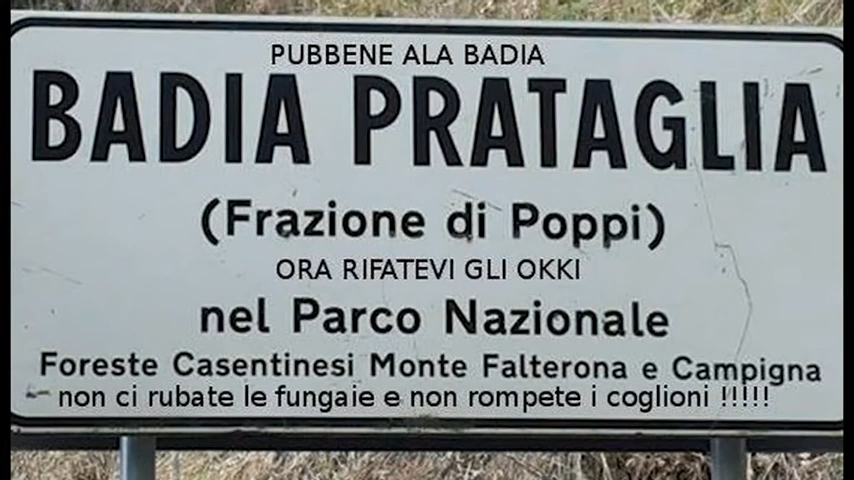 PUBBENE ALA BADIA
BADIA PRATAGLIA
(Frazione di Poppi)
ORA RIFATEVI GLI OKKI
nel Parco Nazionale
Foreste Casentinesi Monte Falterona e Campigna
non ci rubate le fungaie e non rompete i coglioni !!!!!